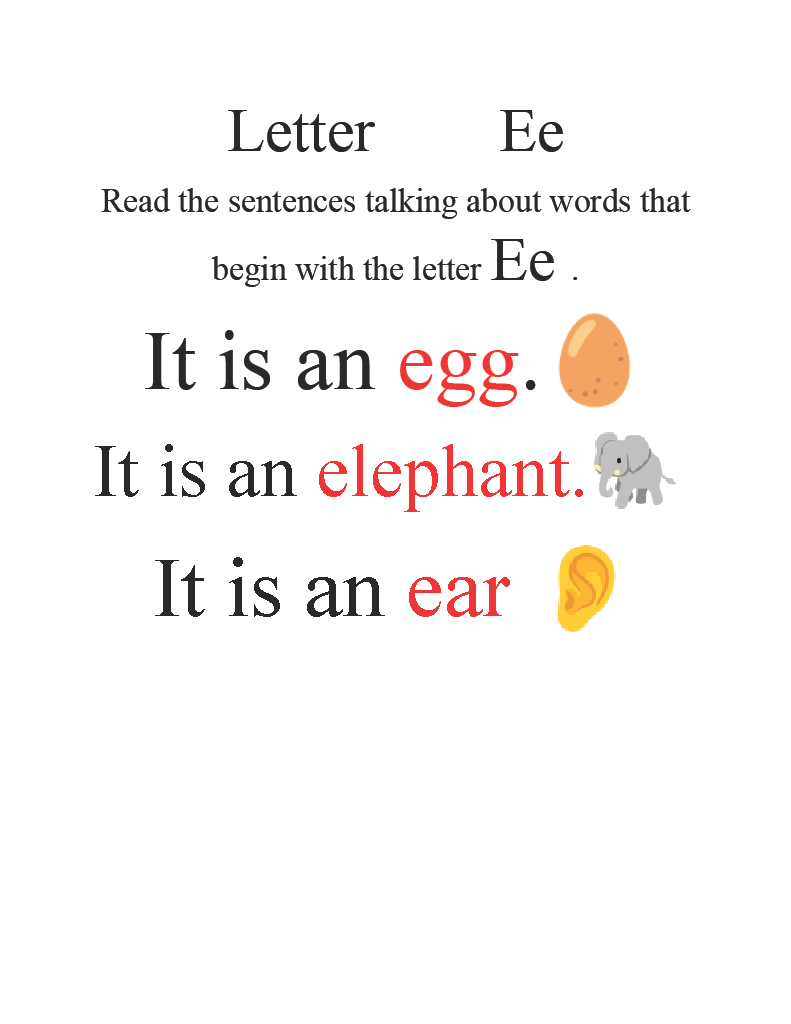 Letter Ee
Read the sentences talking about words that
begin with the letter Ee .
It is an egg.
It is an elephant.
It is an ear